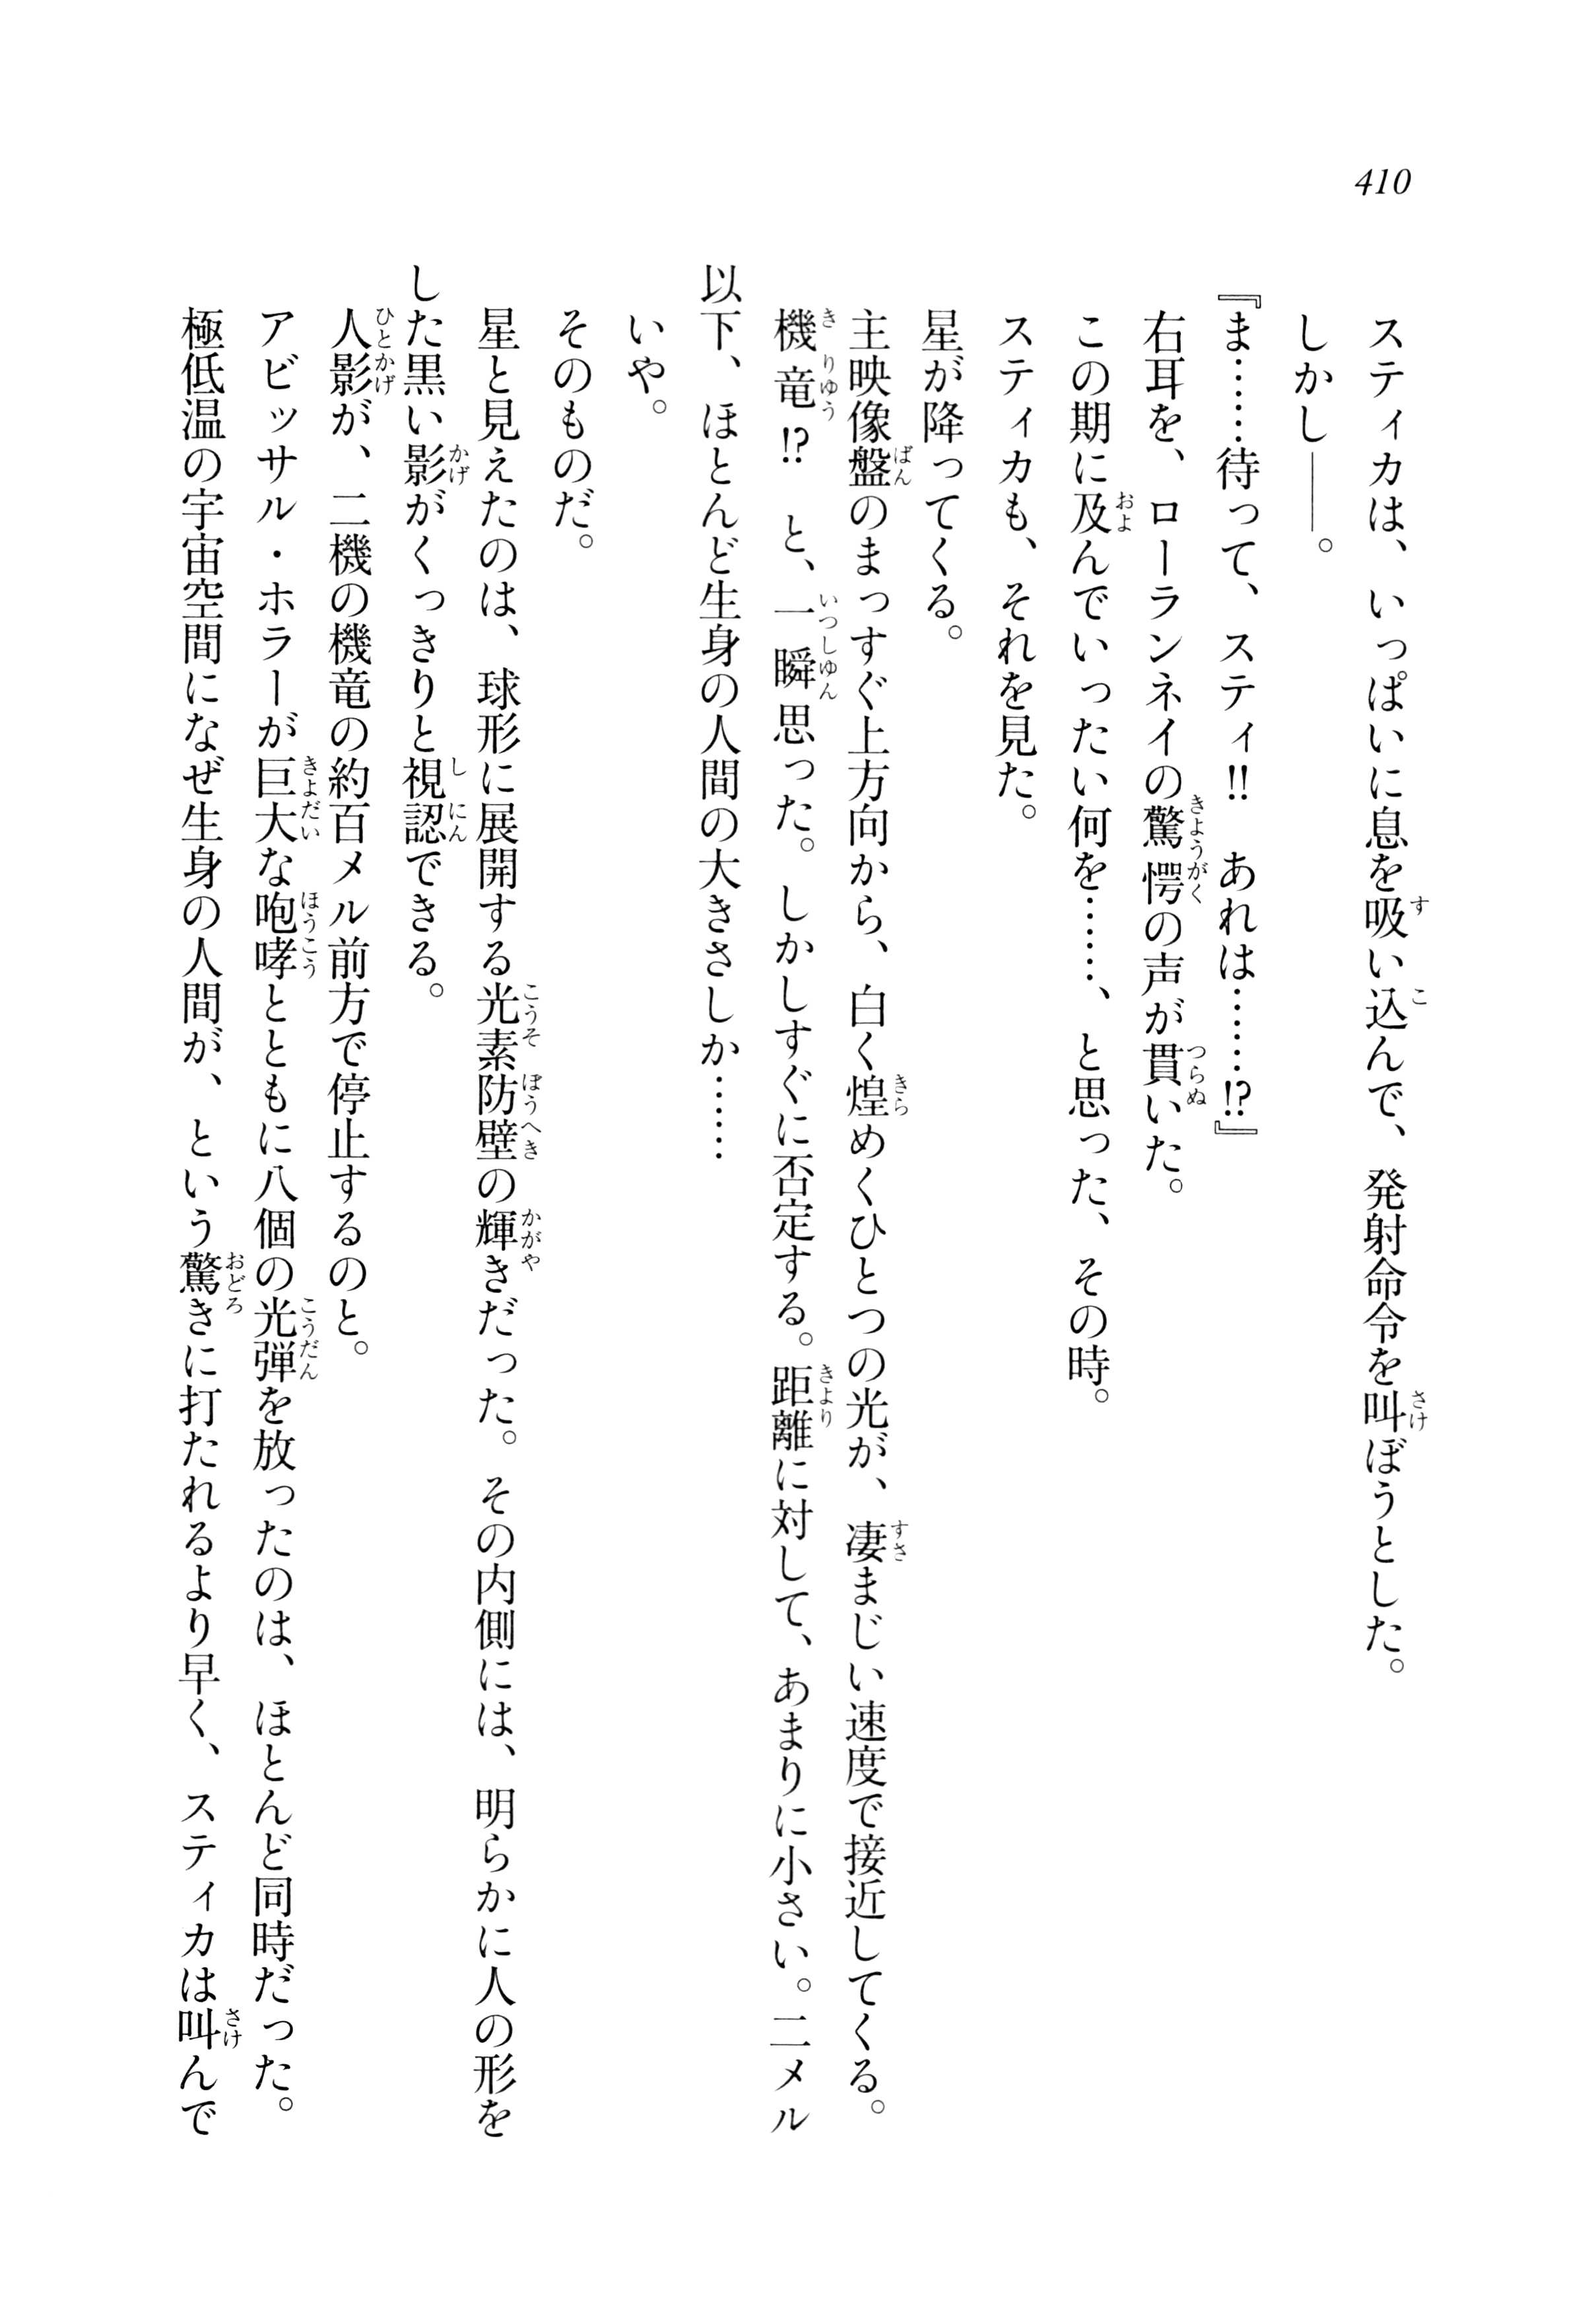 410
スティカは、いっぱいに息を吸い込んで、発射命令を叫ぼうとした。
しかし――。
『ま……待って、スティ!! あれは……!?』
右耳を、ローランネイの驚愕の声が貫いた。
この期に及んでいったい何を……、と思った、その時。
スティカも、それを見た。
星が降ってくる。
主映像盤のまっすぐ上方向から、白く煌めくひとつの光が、凄まじい速度で接近してくる。
機竜!? と、一瞬思った。しかしすぐに否定する。距離に対して、あまりに小さい。二メル
以下、ほとんど生身の人間の大きさしか……
いや。
そのものだ。
星と見えたのは、球形に展開する光素防壁の輝きだった。その内側には、明らかに人の形を
した黒い影がくっきりと視認できる。
人影が、二機の機竜の約百メル前方で停止するのと。
アビッサル・ホラーが巨大な咆哮とともに八個の光弾を放ったのは、ほとんど同時だった。
極低温の宇宙空間になぜ生身の人間が、という驚きに打たれるより早く、スティカは叫んで